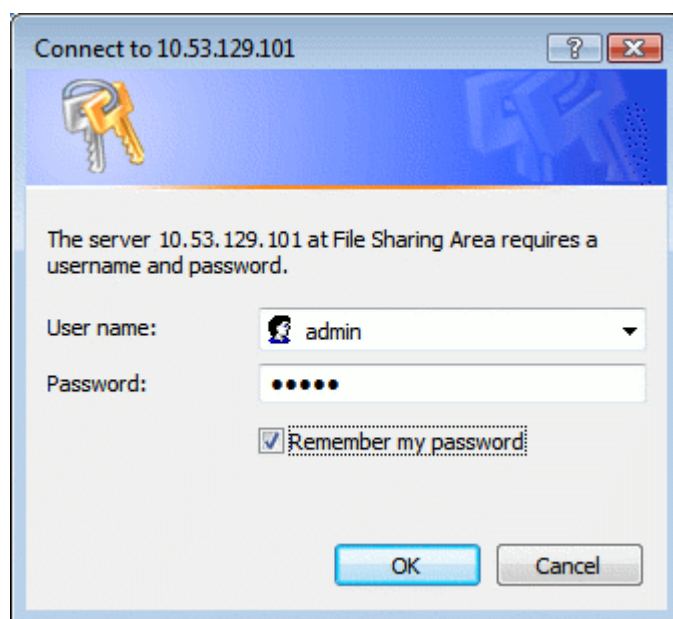 Connect to 10.53.129.101
The server 10.53.129.101 at File Sharing Area requires a
username and password.
User name:
admin
Password:
•••••
Remember my password
OK
Cancel